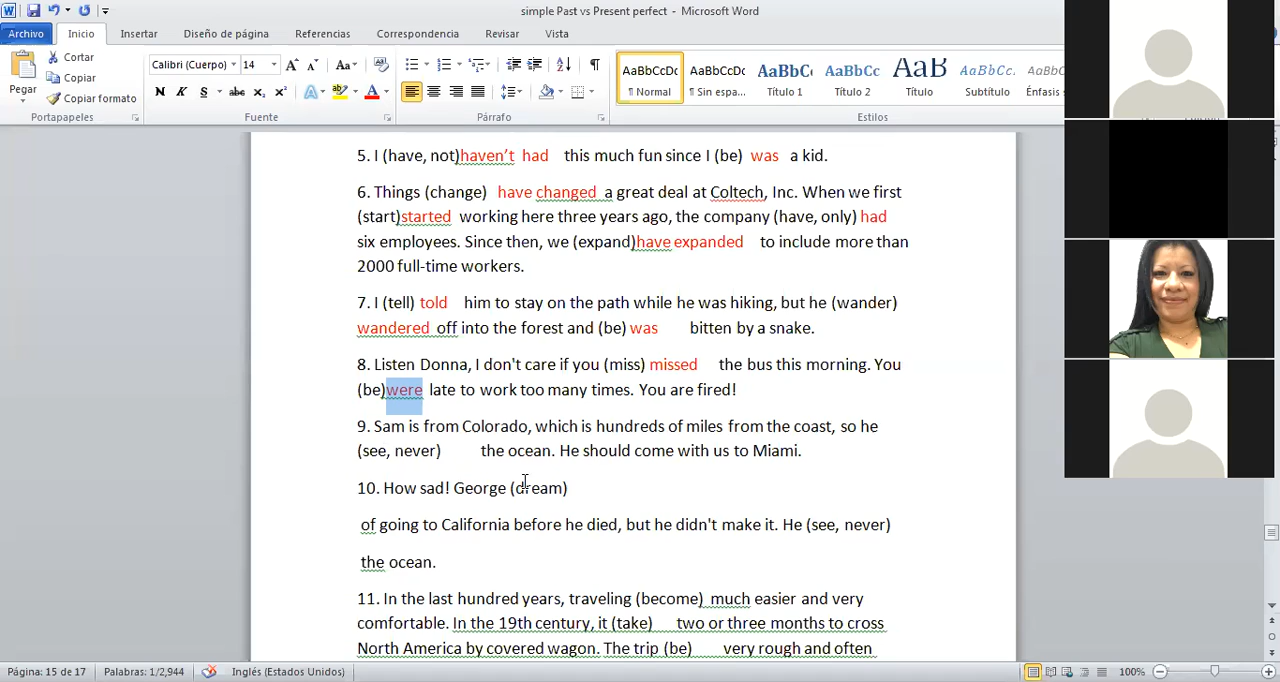 simple Past vs Present perfect - Microsoft Word
Archivo Inicio Insertar Diseño de página Referencias Correspondencia Revisar Vista
Cortar
Copiar
Copiar formato
Pegar
Portapapeles
Calibri (Cuerpo) 14
N K S abc x₂ x²
Fuente
Párrafo
AaBbCcDc AaBbCcDc AaBbC AaBbCc AaB AaBbCc AaBbCc
¶ Normal ¶ Sin espa... Título 1 Título 2 Título Subtítulo Énfasis
Estilos
5. I (have, not)haven't had this much fun since I (be) was a kid.
6. Things (change) have changed a great deal at Coltech, Inc. When we first
(start)started working here three years ago, the company (have, only) had
six employees. Since then, we (expand)have expanded to include more than
2000 full-time workers.
7. I (tell) told him to stay on the path while he was hiking, but he (wander)
wandered off into the forest and (be) was bitten by a snake.
8. Listen Donna, I don't care if you (miss) missed the bus this morning. You
(be)were late to work too many times. You are fired!
9. Sam is from Colorado, which is hundreds of miles from the coast, so he
(see, never) the ocean. He should come with us to Miami.
10. How sad! George (dream)
of going to California before he died, but he didn't make it. He (see, never)
the ocean.
11. In the last hundred years, traveling (become) much easier and very
comfortable. In the 19th century, it (take) two or three months to cross
North America by covered wagon. The trip (be) very rough and often
Página: 15 de 17 Palabras: 1/2,944 Inglés (Estados Unidos) 100%